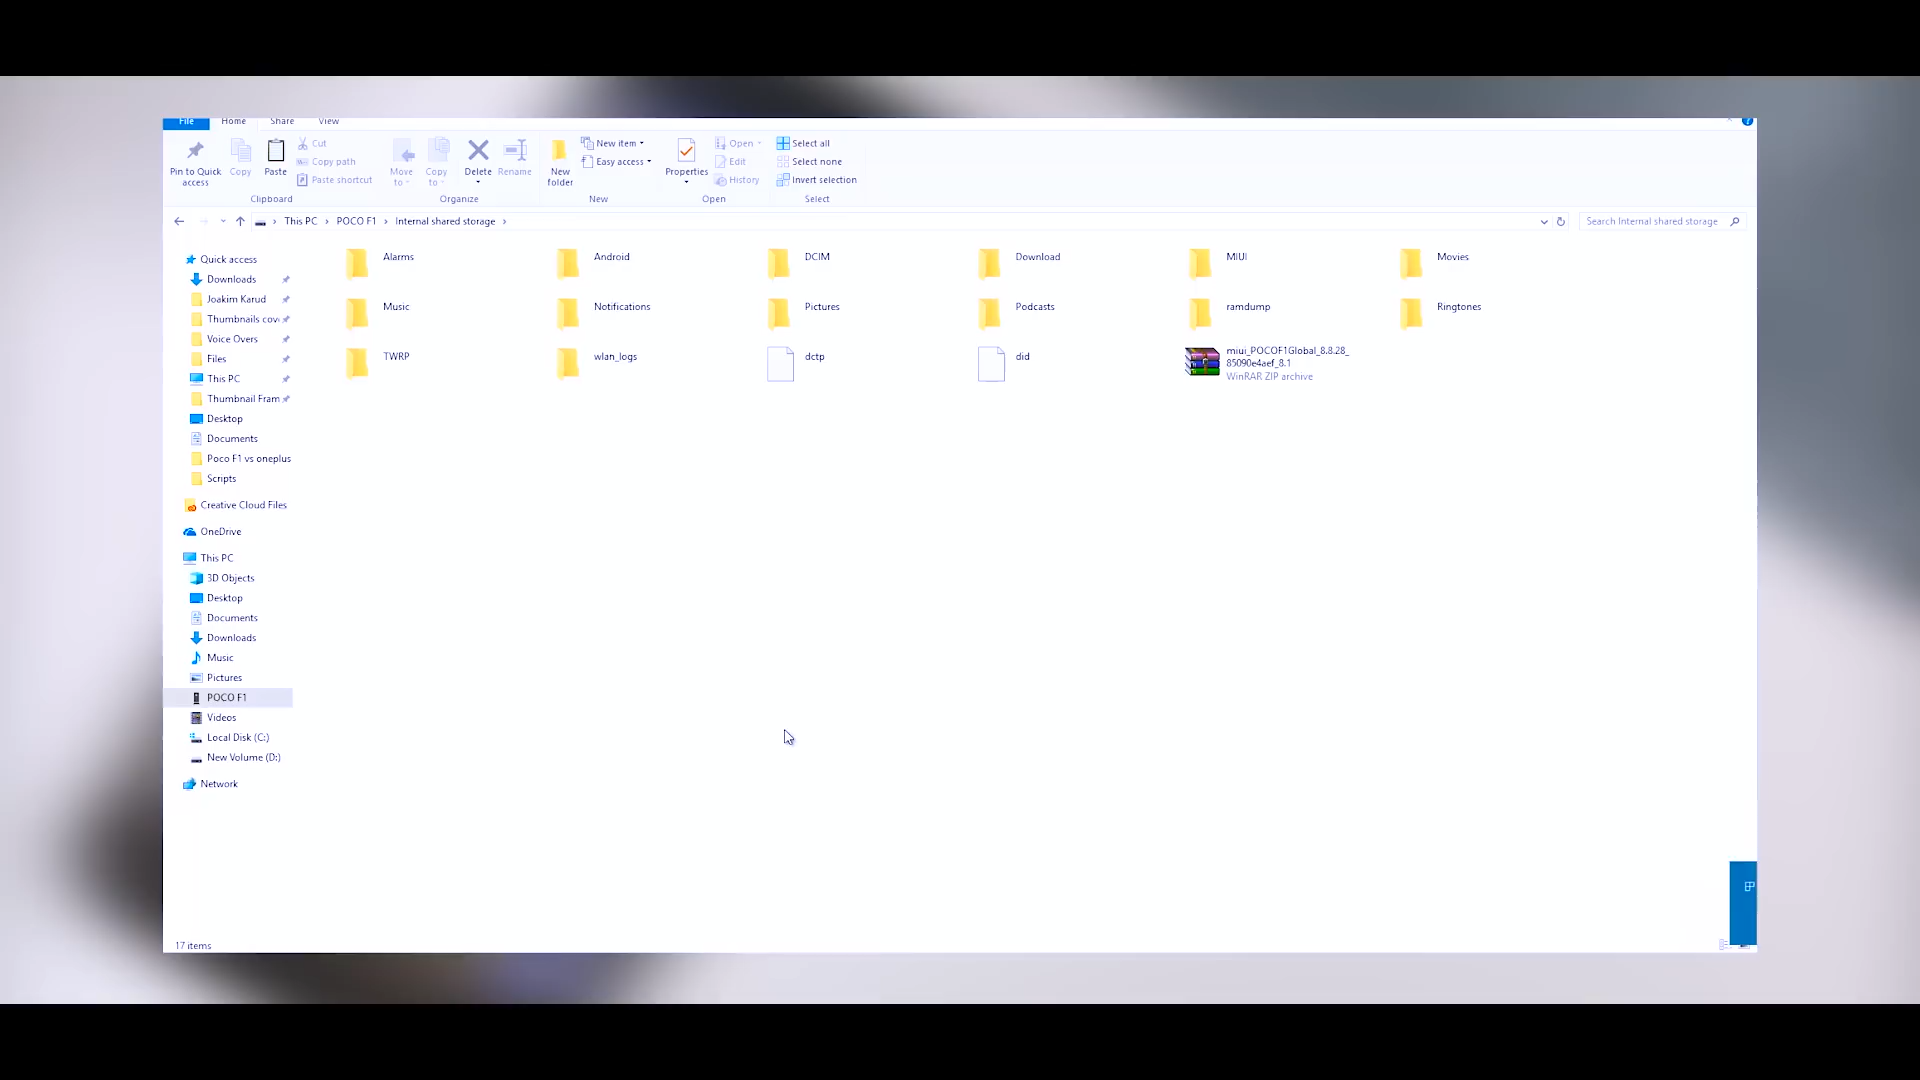 File Home Share View
Pin to Quick access
Copy
Paste
Cut
Copy path
Paste shortcut
Clipboard
Move to
Copy to
Delete
Rename
Organize
New folder
New item
Easy access
New
Properties
Open
Edit
History
Open
Select all
Select none
Invert selection
Select
This PC > POCO F1 > Internal shared storage >
Search Internal shared storage
Quick access
Downloads
Joakim Karud
Thumbnails cov
Voice Overs
Files
This PC
Thumbnail Fram
Desktop
Documents
Poco F1 vs oneplus
Scripts
Creative Cloud Files
OneDrive
This PC
3D Objects
Desktop
Documents
Downloads
Music
Pictures
POCO F1
Videos
Local Disk (C:)
New Volume (D:)
Network
Alarms
Android
DCIM
Download
MIUI
Movies
Music
Notifications
Pictures
Podcasts
ramdump
Ringtones
TWRP
wlan_logs
dctp
did
miui_POCOF1Global_8.8.28_
85090e4aef_8.1
WinRAR ZIP archive
17 items